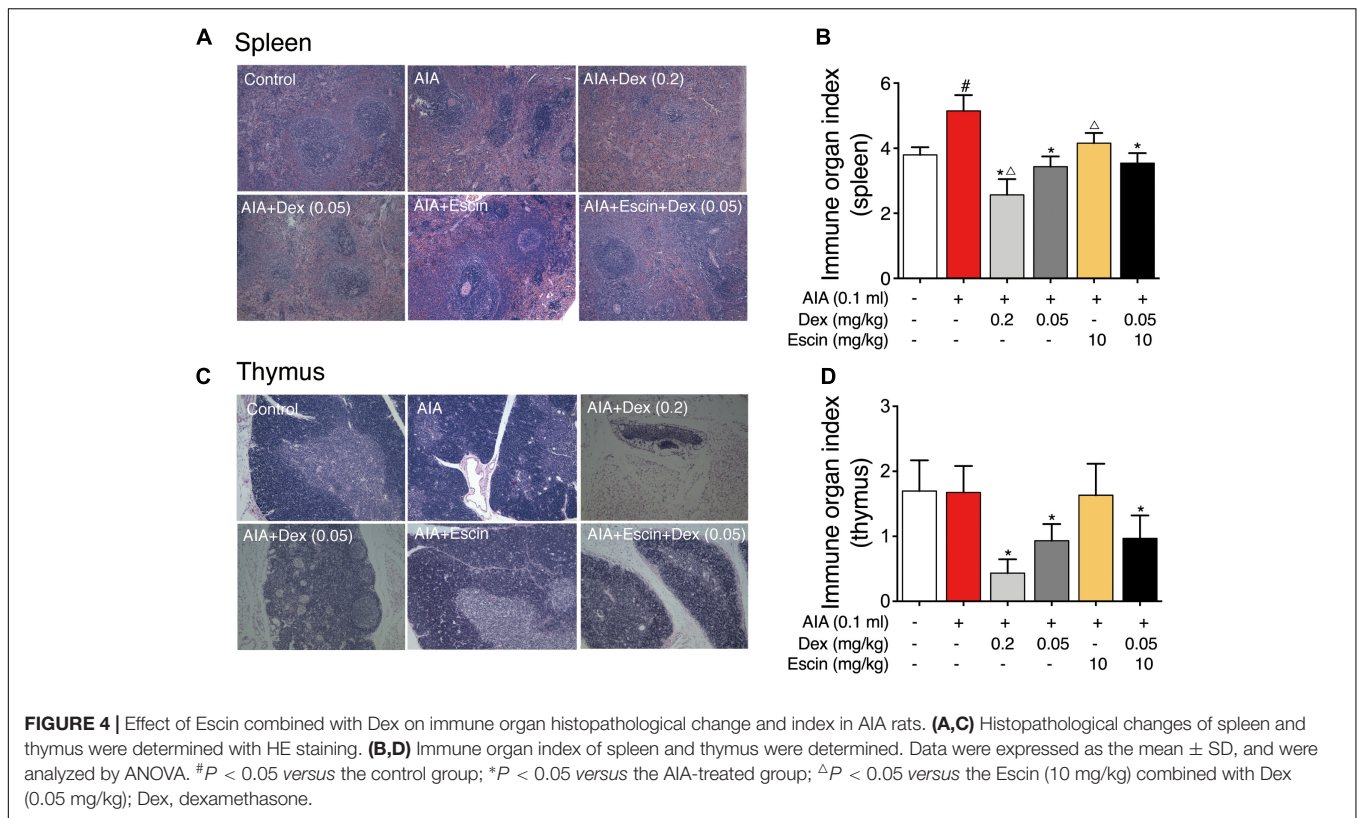 A Spleen
Control AIA AIA+Dex (0.2)
AIA+Dex (0.05) AIA+Escin AIA+Escin+Dex (0.05)
B
Immune organ index
(spleen)
6
4
2
0
# * △ * △ *
AIA (0.1 ml) - + + + + +
Dex (mg/kg) - - 0.2 0.05 - 0.05
Escin (mg/kg) - - - - 10 10
C Thymus
Control AIA AIA+Dex (0.2)
AIA+Dex (0.05) AIA+Escin AIA+Escin+Dex (0.05)
D
Immune organ index
(thymus)
3
2
1
0
* * *
AIA (0.1 ml) - + + + + +
Dex (mg/kg) - - 0.2 0.05 - 0.05
Escin (mg/kg) - - - - 10 10
FIGURE 4 | Effect of Escin combined with Dex on immune organ histopathological change and index in AIA rats. (A,C) Histopathological changes of spleen and
thymus were determined with HE staining. (B,D) Immune organ index of spleen and thymus were determined. Data were expressed as the mean ± SD, and were
analyzed by ANOVA. #P < 0.05 versus the control group; *P < 0.05 versus the AIA-treated group; △P < 0.05 versus the Escin (10 mg/kg) combined with Dex
(0.05 mg/kg); Dex, dexamethasone.